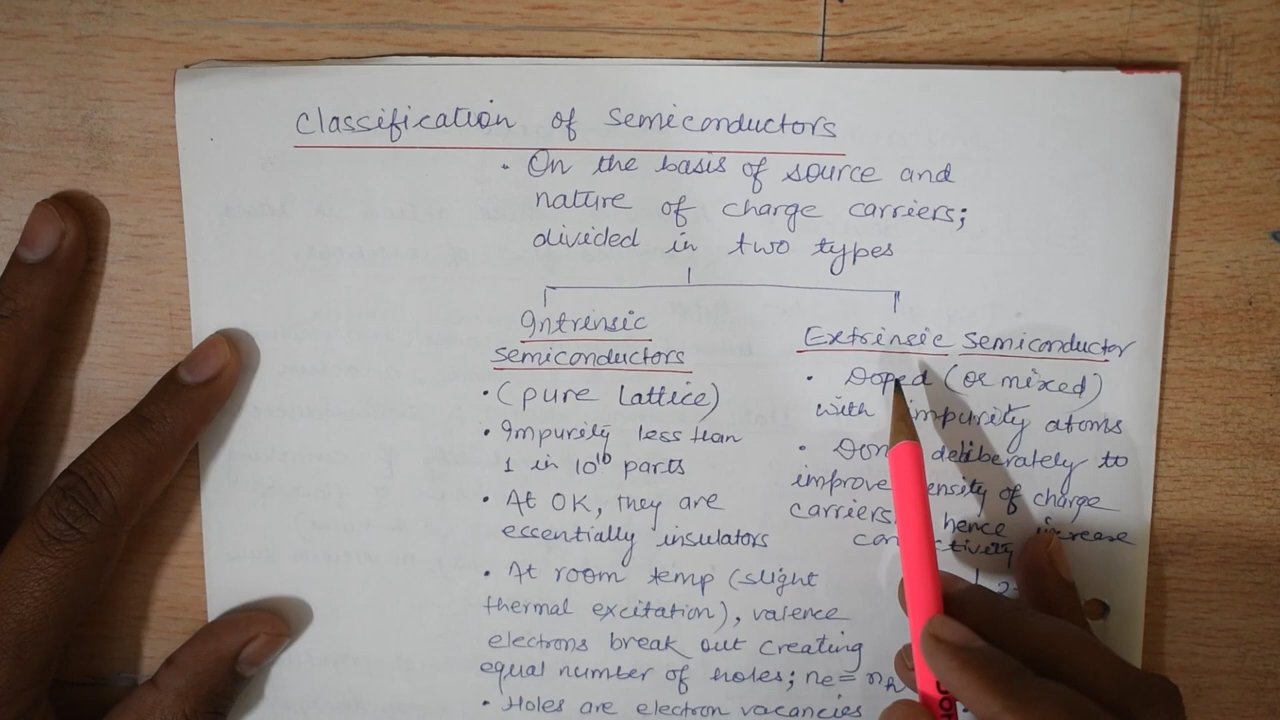 Classification of Semiconductors
• On the basis of source and
nature of charge carriers;
divided in two types
Intrinsic
Semiconductors
• (pure Lattice)
• Impurity less than
1 in 10¹⁰ parts
• At 0K, they are
essentially insulators
• At room temp (slight
thermal excitation), valence
electrons break out creating
equal number of holes; ne = nh
• Holes are electron vacancies
Extrinsic Semiconductor
• Doped (or mixed)
with impurity atoms
• Don deliberately to
improve ensity of charge
carriers, hence increase